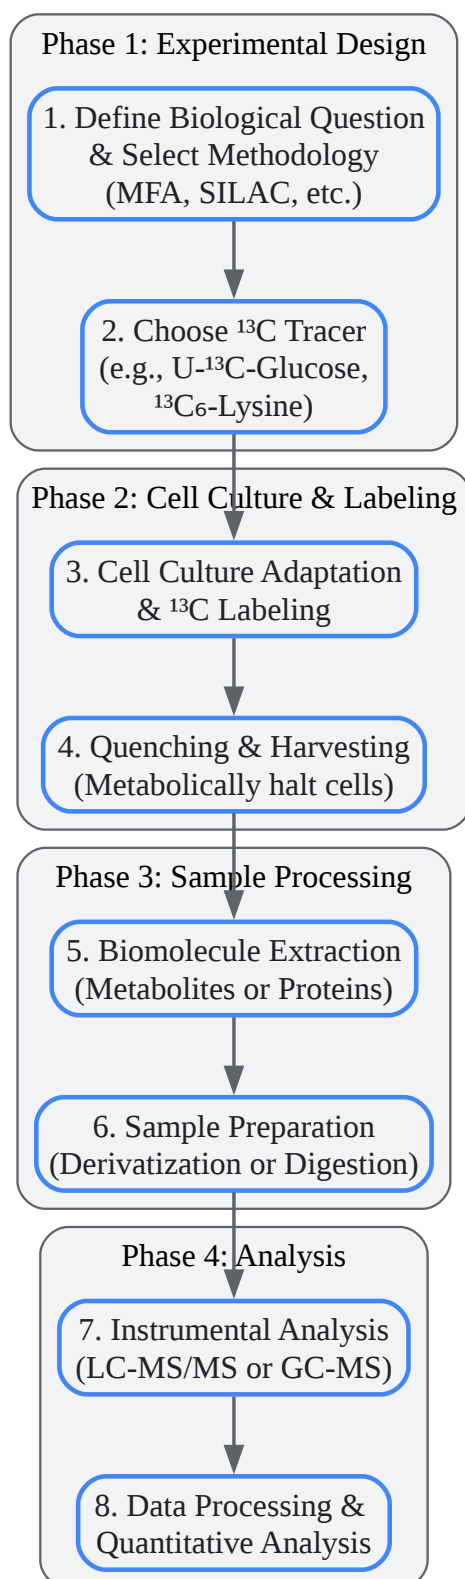 Phase 1: Experimental Design
1. Define Biological Question
& Select Methodology
(MFA, SILAC, etc.)
2. Choose ¹³C Tracer
(e.g., U-¹³C-Glucose,
¹³C₆-Lysine)
Phase 2: Cell Culture & Labeling
3. Cell Culture Adaptation
& ¹³C Labeling
4. Quenching & Harvesting
(Metabolically halt cells)
Phase 3: Sample Processing
5. Biomolecule Extraction
(Metabolites or Proteins)
6. Sample Preparation
(Derivatization or Digestion)
Phase 4: Analysis
7. Instrumental Analysis
(LC-MS/MS or GC-MS)
8. Data Processing &
Quantitative Analysis